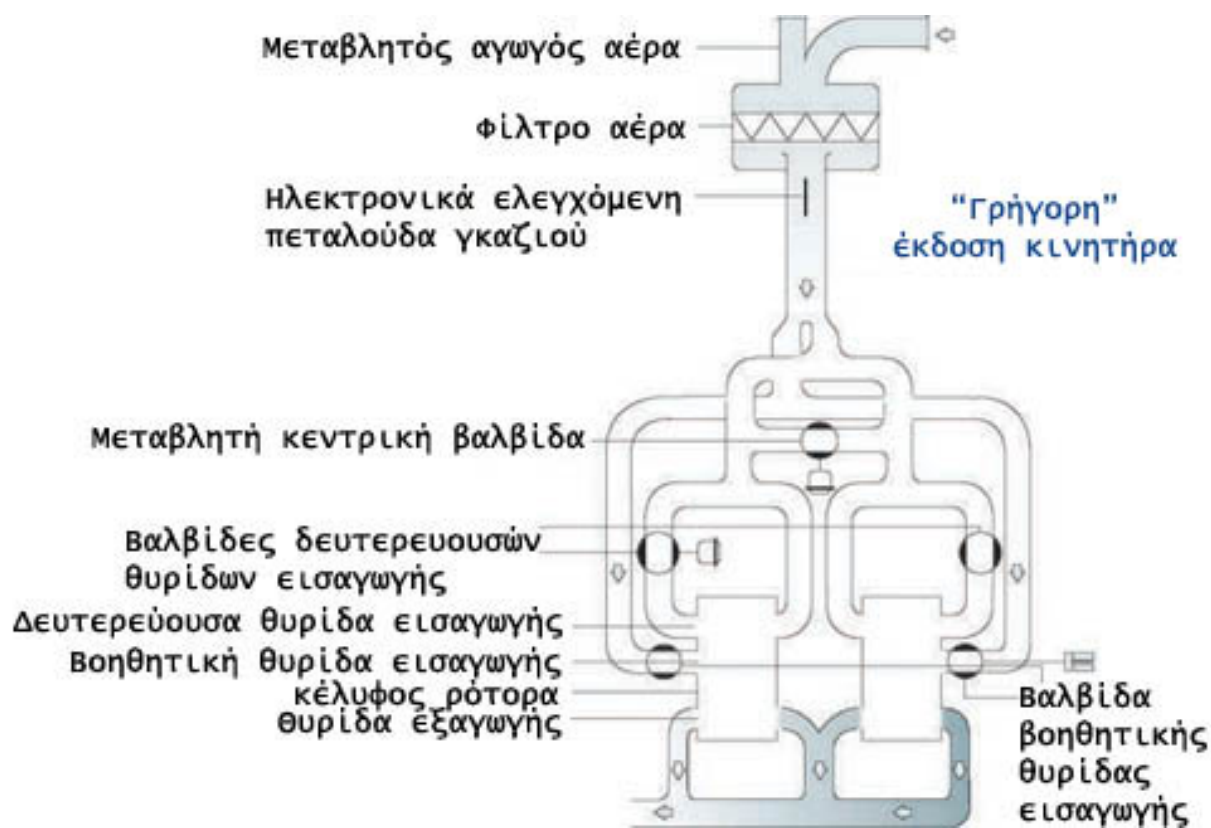 Μεταβλητός αγωγός αέρα
Φίλτρο αέρα
Ηλεκτρονικά ελεγχόμενη
πεταλούδα γκαζιού
“Γρήγορη”
έκδοση κινητήρα
Μεταβλητή κεντρική βαλβίδα
Βαλβίδες δευτερευουσών
θυρίδων εισαγωγής
Δευτερεύουσα θυρίδα εισαγωγής
Βοηθητική θυρίδα εισαγωγής
κέλυφος ρότορα
Θυρίδα εξαγωγής
Βαλβίδα
βοηθητικής
θυρίδας
εισαγωγής